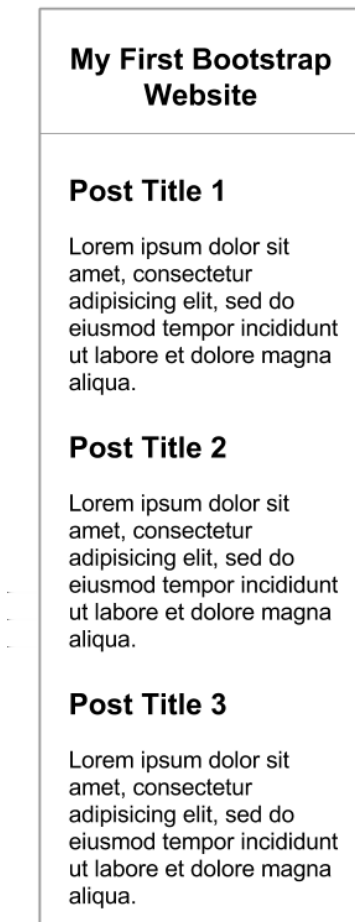 My First Bootstrap
Website
Post Title 1
Lorem ipsum dolor sit
amet, consectetur
adipisicing elit, sed do
eiusmod tempor incididunt
ut labore et dolore magna
aliqua.
Post Title 2
Lorem ipsum dolor sit
amet, consectetur
adipisicing elit, sed do
eiusmod tempor incididunt
ut labore et dolore magna
aliqua.
Post Title 3
Lorem ipsum dolor sit
amet, consectetur
adipisicing elit, sed do
eiusmod tempor incididunt
ut labore et dolore magna
aliqua.